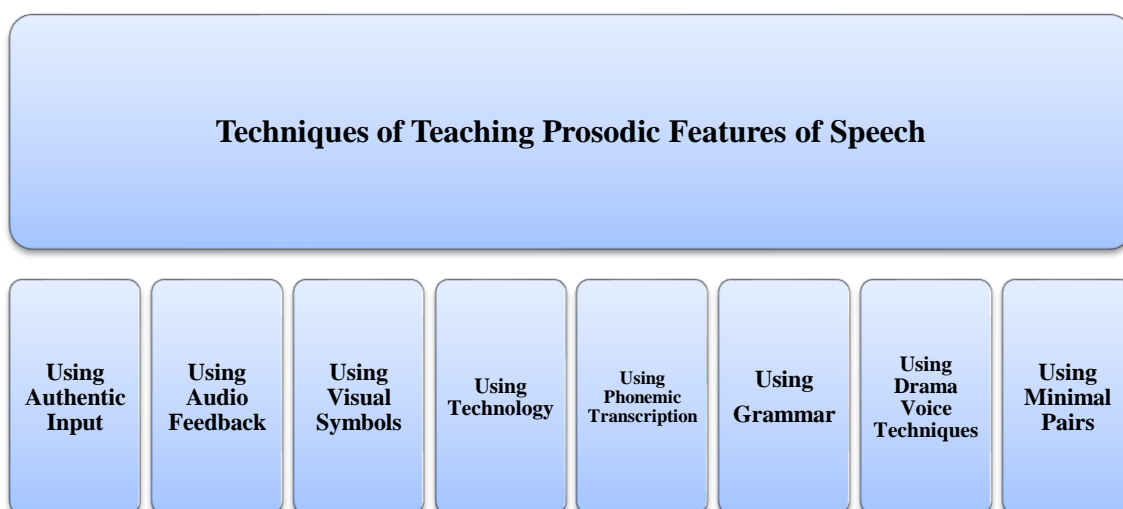 Techniques of Teaching Prosodic Features of Speech
Using
Authentic
Input
Using
Audio
Feedback
Using
Visual
Symbols
Using
Technology
Using
Phonemic
Transcription
Using
Grammar
Using
Drama
Voice
Techniques
Using
Minimal
Pairs